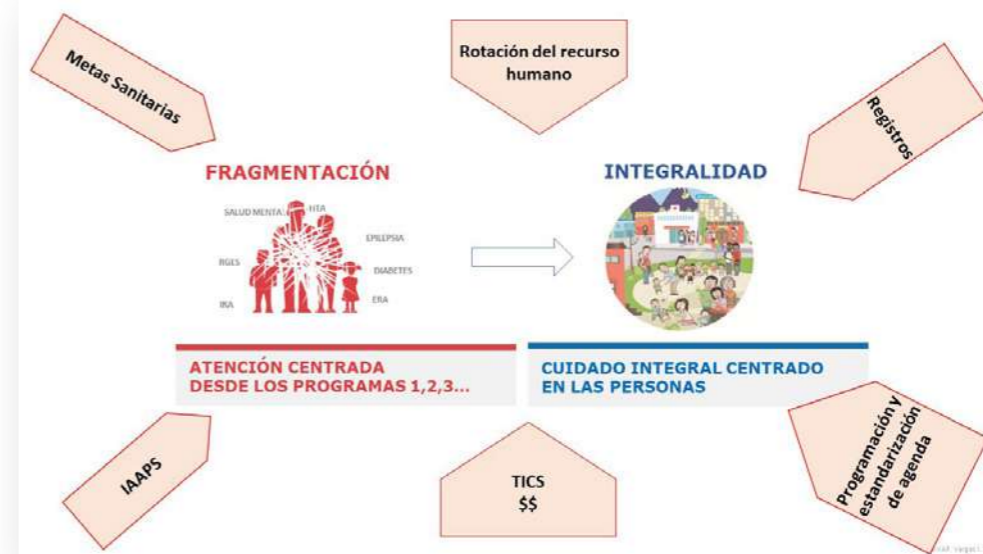 Metas Sanitarias
Rotación del recurso
humano
Registros
FRAGMENTACIÓN
INTEGRALIDAD
SALUD MENTAL
HTA
EPILEPSIA
DIABETES
IRA
ERA
ATENCIÓN CENTRADA
DESDE LOS PROGRAMAS 1,2,3...
CUIDADO INTEGRAL CENTRADO
EN LAS PERSONAS
IAAPS
TICS
$$
Programación y
estandarización
de agenda